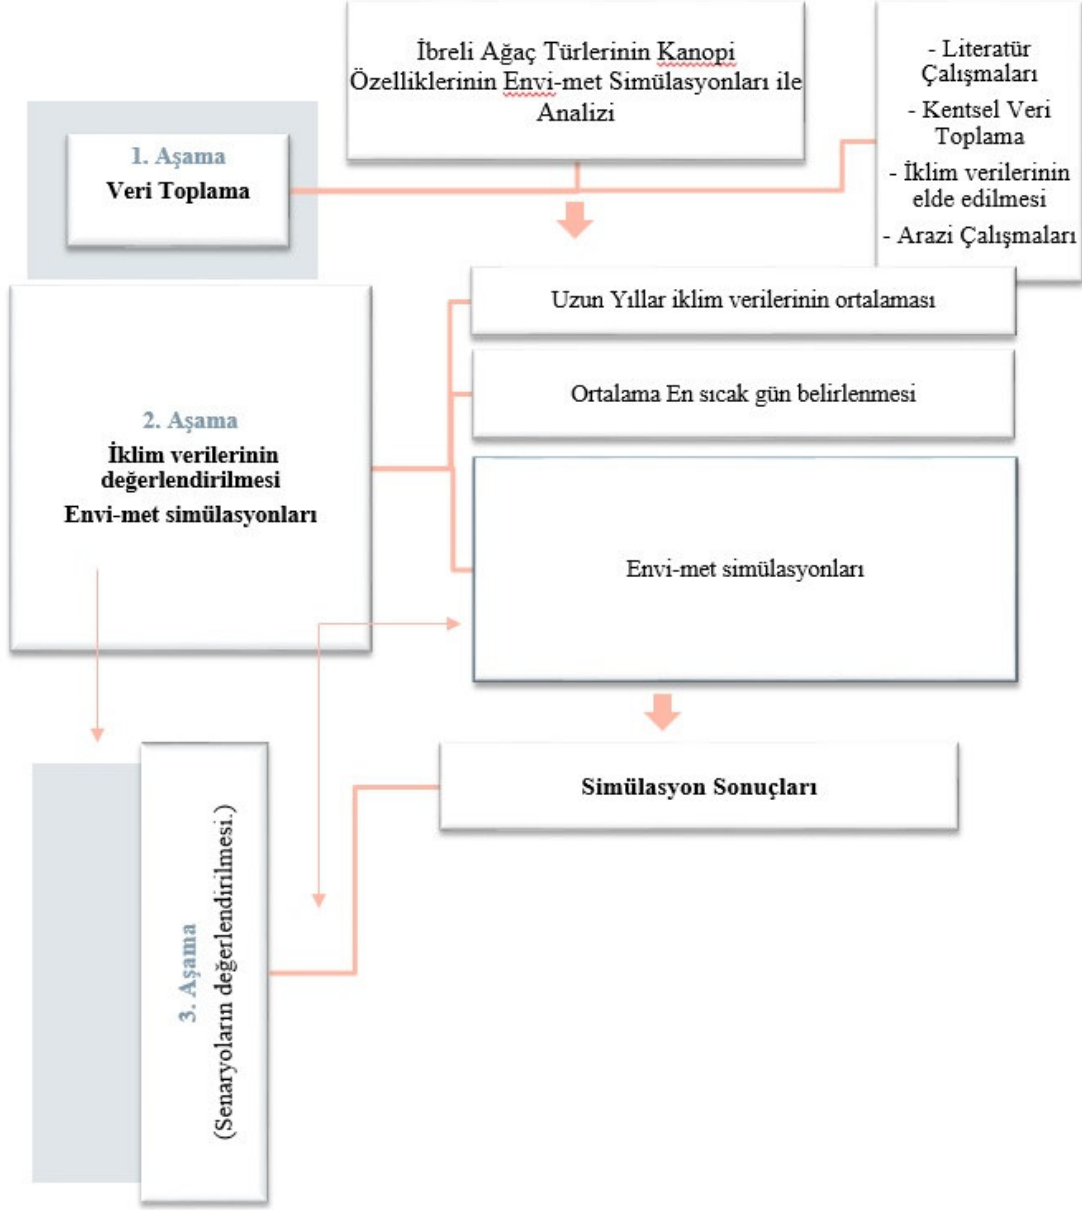 İbreli Ağaç Türlerinin Kanopi
Özelliklerinin Envi-met Simülasyonları ile
Analizi
- Literatür
Çalışmaları
- Kentsel Veri
Toplama
- İklim verilerinin
elde edilmesi
- Arazi Çalışmaları
1. Aşama
Veri Toplama
Uzun Yıllar iklim verilerinin ortalaması
Ortalama En sıcak gün belirlenmesi
2. Aşama
İklim verilerinin
değerlendirilmesi
Envi-met simülasyonları
Envi-met simülasyonları
Simülasyon Sonuçları
3. Aşama
(Senaryoların değerlendirilmesi.)